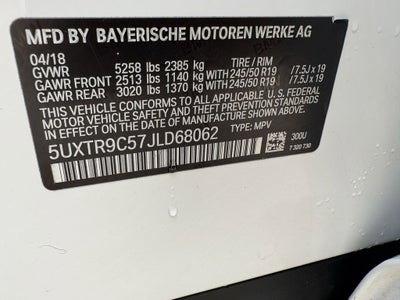 MFD BY BAYERISCHE MOTOREN WERKE AG
04/18 TIRE / RIM
GVWR 5258 lbs 2385 kg
GAWR FRONT 2513 lbs 1140 kg 245/50 R19 /7.5J x 19
GAWR REAR 3020 lbs 1370 kg 245/50 R19 /7.5J x 19
THIS VEHICLE CONFORMS TO ALL APPLICABLE U.S. FEDERAL
MOTOR VEHICLE SAFETY AND THEFT PREVENTION STANDARDS
IN EFFECT ON THE DATE OF MANUFACTURE SHOWN ABOVE.
5UXTR9C57JLD68062 TYPE: MPV
300U
7 320 730